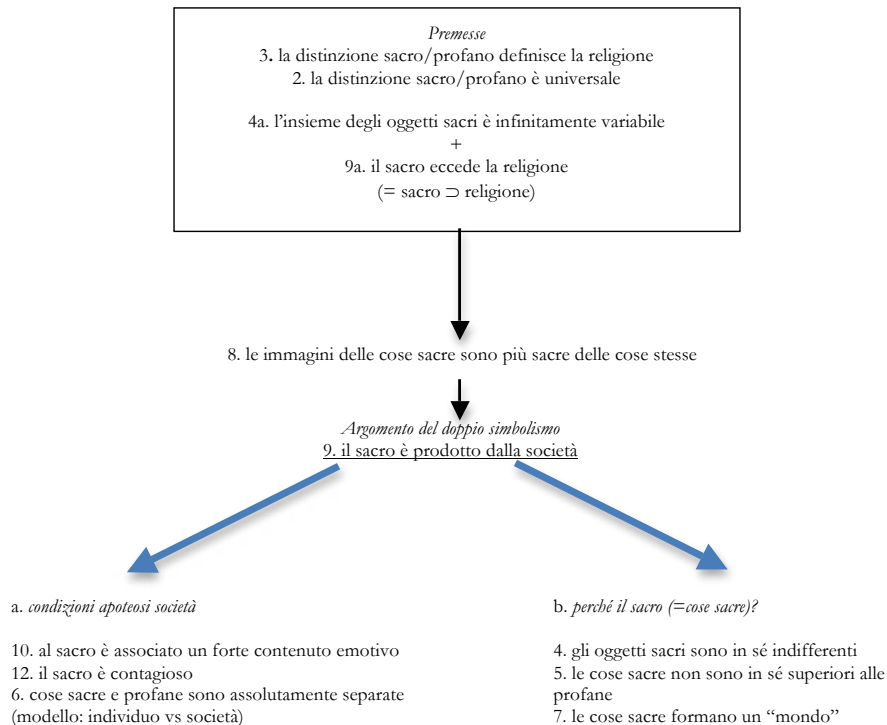 Premesse
3. la distinzione sacro/profano definisce la religione
2. la distinzione sacro/profano è universale
4a. l’insieme degli oggetti sacri è infinitamente variabile
+
9a. il sacro eccede la religione
(= sacro ⊃ religione)
8. le immagini delle cose sacre sono più sacre delle cose stesse
Argomento del doppio simbolismo
9. il sacro è prodotto dalla società
a. condizioni apoteosi società
10. al sacro è associato un forte contenuto emotivo
12. il sacro è contagioso
6. cose sacre e profane sono assolutamente separate
(modello: individuo vs società)
b. perché il sacro (=cose sacre)?
4. gli oggetti sacri sono in sé indifferenti
5. le cose sacre non sono in sé superiori alle
profane
7. le cose sacre formano un “mondo”